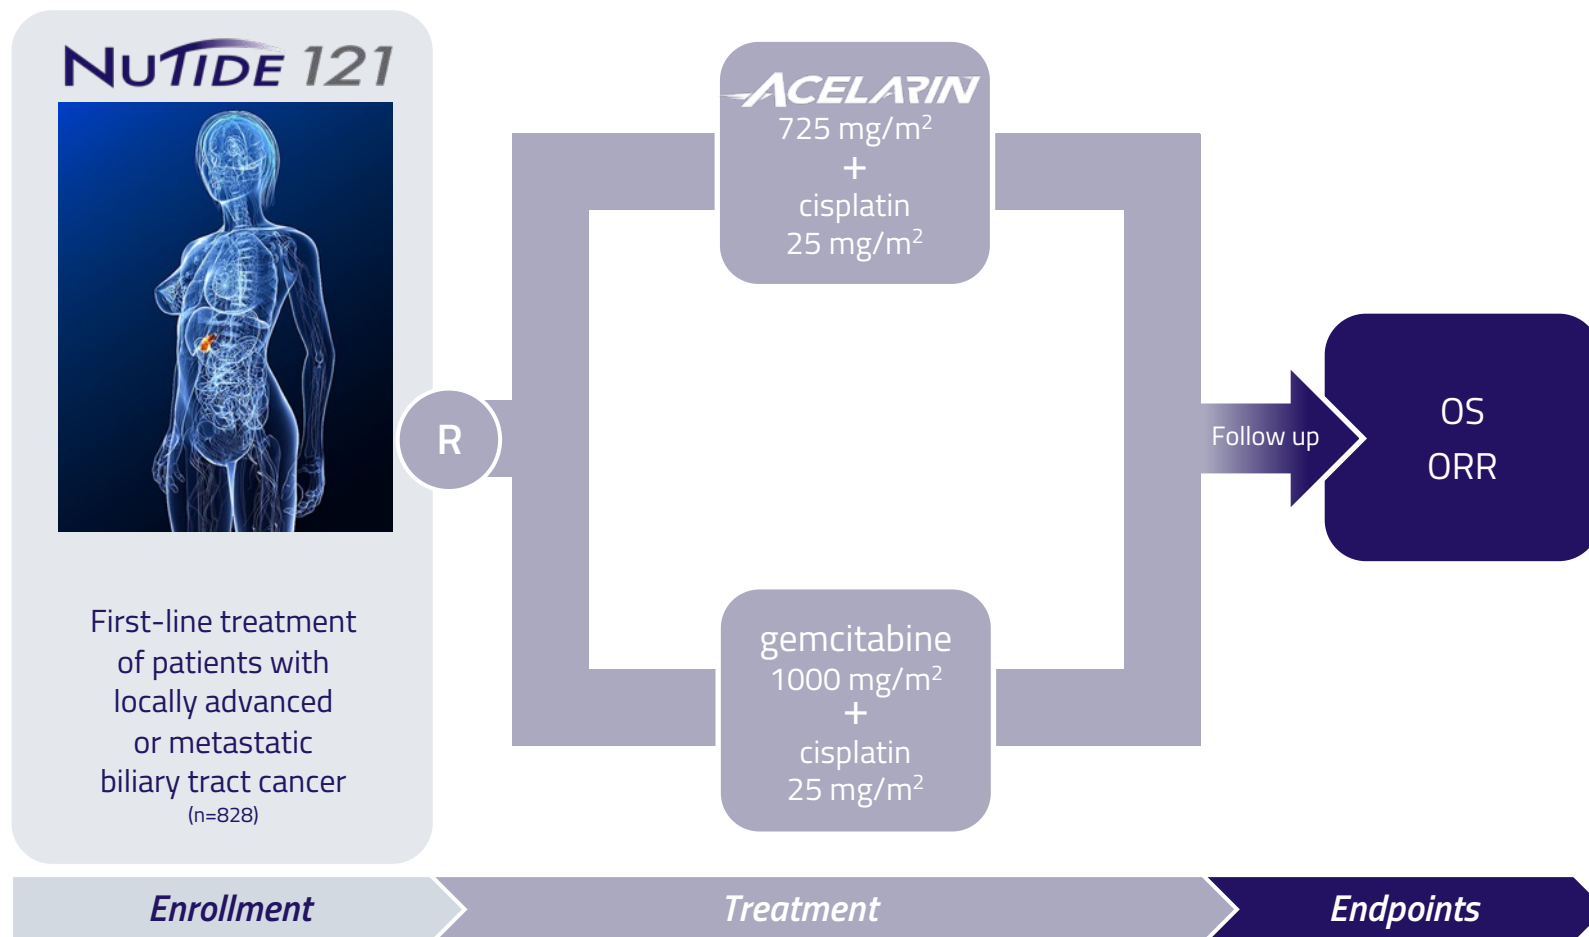 NUTIDE 121
First-line treatment
of patients with
locally advanced
or metastatic
biliary tract cancer
(n=828)
R
ACELARIN
725 mg/m²
+
cisplatin
25 mg/m²
gemcitabine
1000 mg/m²
+
cisplatin
25 mg/m²
Follow up
OS
ORR
Enrollment
Treatment
Endpoints